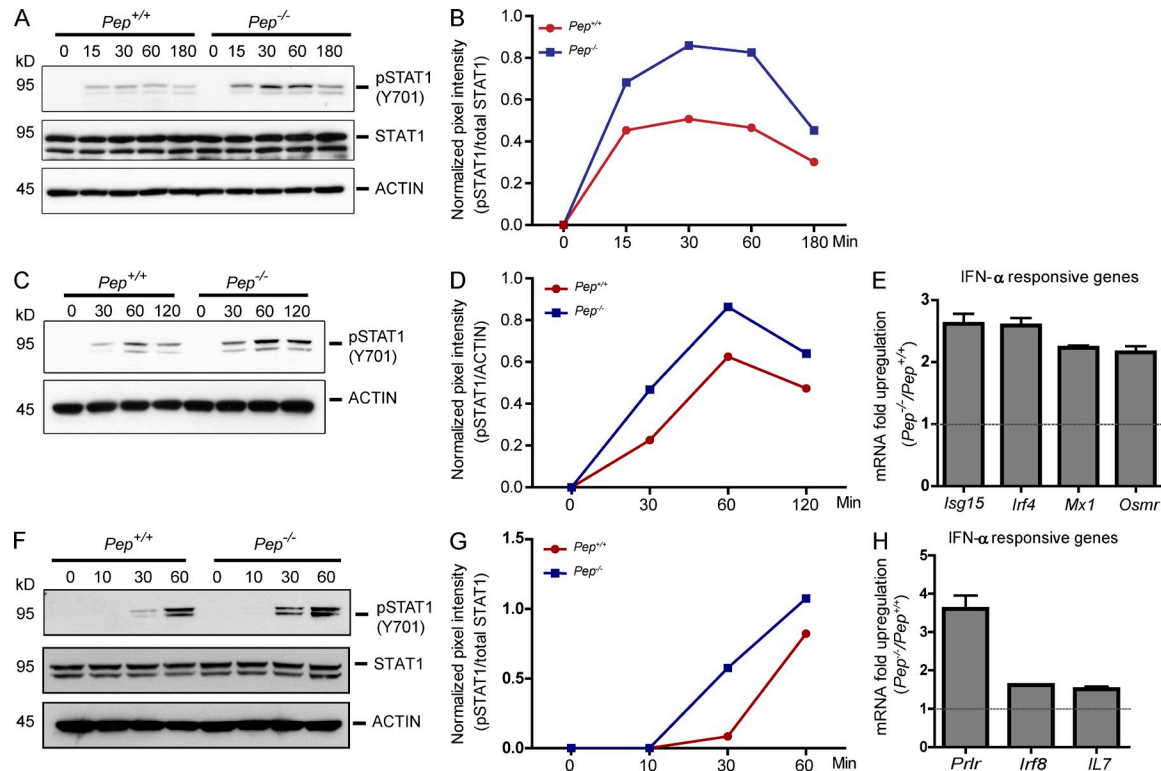 A
Pep+/+ Pep-/-
0 15 30 60 180 0 15 30 60 180
kD
95
pSTAT1
(Y701)
95
STAT1
45
ACTIN
B
Pep+/+
Pep-/-
Normalized pixel intensity
(pSTAT1/total STAT1)
1.0
0.8
0.6
0.4
0.2
0.0
0 15 30 60 180 Min
C
Pep+/+ Pep-/-
0 30 60 120 0 30 60 120
kD
95
pSTAT1
(Y701)
45
ACTIN
D
Pep+/+
Pep-/-
Normalized pixel intensity
(pSTAT1/ACTIN)
1.0
0.8
0.6
0.4
0.2
0.0
0 30 60 120 Min
E
IFN-α responsive genes
mRNA fold upregulation
(Pep-/-/Pep+/+)
3
2
1
0
Isg15 Irf4 Mx1 Osmr
F
Pep+/+ Pep-/-
0 10 30 60 0 10 30 60
kD
95
pSTAT1
(Y701)
95
STAT1
45
ACTIN
G
Pep+/+
Pep-/-
Normalized pixel intensity
(pSTAT1/total STAT1)
1.5
1.0
0.5
0.0
0 10 30 60 Min
H
IFN-α responsive genes
mRNA fold upregulation
(Pep-/-/Pep+/+)
5
4
3
2
1
0
Prlr Irf8 IL7